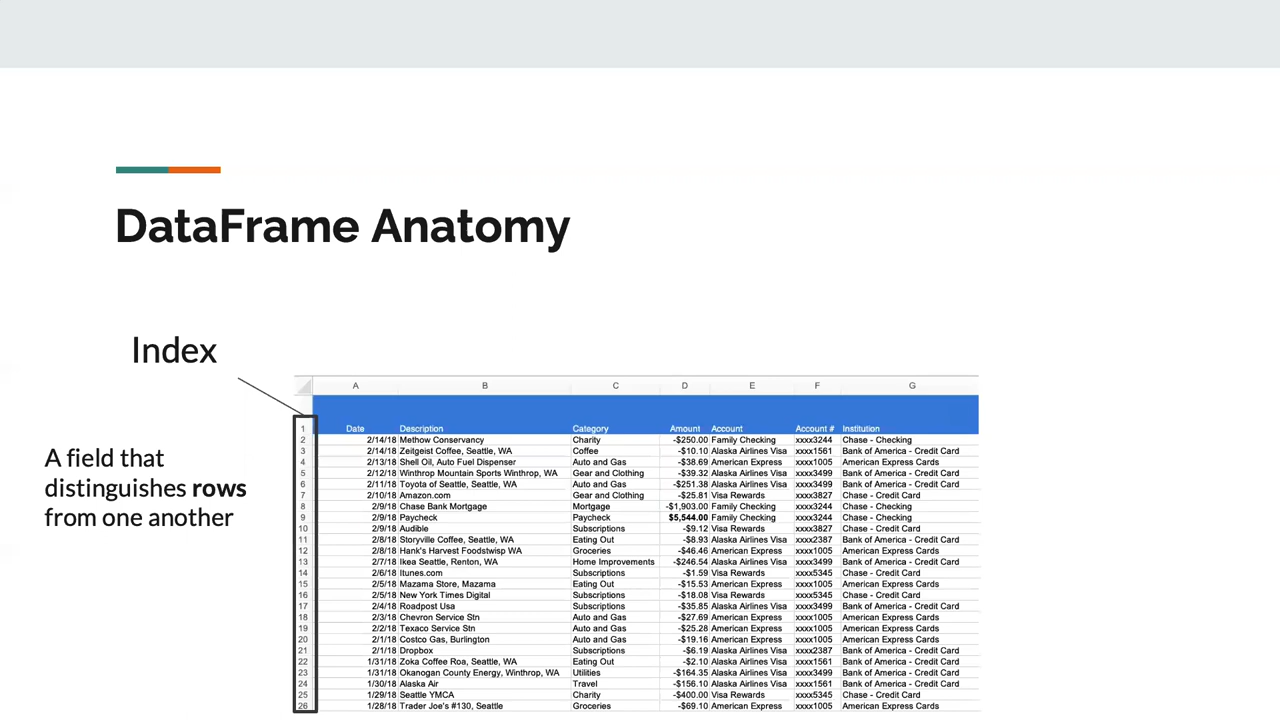 DataFrame Anatomy
Index
A field that
distinguishes rows
from one another
A B C D E F G
1 Date Description Category Amount Account Account # Institution
2 2/14/18 Methow Conservancy Charity -$250.00 Family Checking xxxx3244 Chase - Checking
3 2/14/18 Zeitgeist Coffee, Seattle, WA Coffee -$10.10 Alaska Airlines Visa xxxx1561 Bank of America - Credit Card
4 2/13/18 Shell Oil, Auto Fuel Dispenser Auto and Gas -$38.69 American Express xxxx1005 American Express Cards
5 2/12/18 Winthrop Mountain Sports Winthrop, WA Gear and Clothing -$39.32 Alaska Airlines Visa xxxx3499 Bank of America - Credit Card
6 2/11/18 Toyota of Seattle, Seattle, WA Auto and Gas -$251.38 Alaska Airlines Visa xxxx3499 Bank of America - Credit Card
7 2/10/18 Amazon.com Gear and Clothing -$25.81 Visa Rewards xxxx3827 Chase - Credit Card
8 2/9/18 Chase Bank Mortgage Mortgage -$1,903.00 Family Checking xxxx3244 Chase - Checking
9 2/9/18 Paycheck Paycheck $5,544.00 Family Checking xxxx3244 Chase - Checking
10 2/9/18 Audible Subscriptions -$9.12 Visa Rewards xxxx3827 Chase - Credit Card
11 2/8/18 Storyville Coffee, Seattle, WA Eating Out -$8.93 Alaska Airlines Visa xxxx2387 Bank of America - Credit Card
12 2/8/18 Hank's Harvest Foodstwisp WA Groceries -$46.46 American Express xxxx1005 American Express Cards
13 2/7/18 Ikea Seattle, Renton, WA Home Improvements -$246.54 Alaska Airlines Visa xxxx3499 Bank of America - Credit Card
14 2/6/18 Itunes.com Subscriptions -$1.59 Visa Rewards xxxx5345 Chase - Credit Card
15 2/5/18 Mazama Store, Mazama Eating Out -$15.53 American Express xxxx1005 American Express Cards
16 2/5/18 New York Times Digital Subscriptions -$18.08 Visa Rewards xxxx5345 Chase - Credit Card
17 2/4/18 Roadpost Usa Subscriptions -$35.85 Alaska Airlines Visa xxxx3499 Bank of America - Credit Card
18 2/3/18 Chevron Service Stn Auto and Gas -$27.69 American Express xxxx1005 American Express Cards
19 2/2/18 Texaco Service Stn Auto and Gas -$25.28 American Express xxxx1005 American Express Cards
20 2/1/18 Costco Gas, Burlington Auto and Gas -$19.16 American Express xxxx1005 American Express Cards
21 2/1/18 Dropbox Subscriptions -$6.19 Alaska Airlines Visa xxxx2387 Bank of America - Credit Card
22 1/31/18 Zoka Coffee Roa, Seattle, WA Eating Out -$2.10 Alaska Airlines Visa xxxx1561 Bank of America - Credit Card
23 1/31/18 Okanogan County Energy, Winthrop, WA Utilities -$164.35 Alaska Airlines Visa xxxx3499 Bank of America - Credit Card
24 1/30/18 Alaska Air Travel -$156.10 Alaska Airlines Visa xxxx1561 Bank of America - Credit Card
25 1/29/18 Seattle YMCA Charity -$400.00 Visa Rewards xxxx5345 Chase - Credit Card
26 1/28/18 Trader Joe's #130, Seattle Groceries -$69.10 American Express xxxx1005 American Express Cards